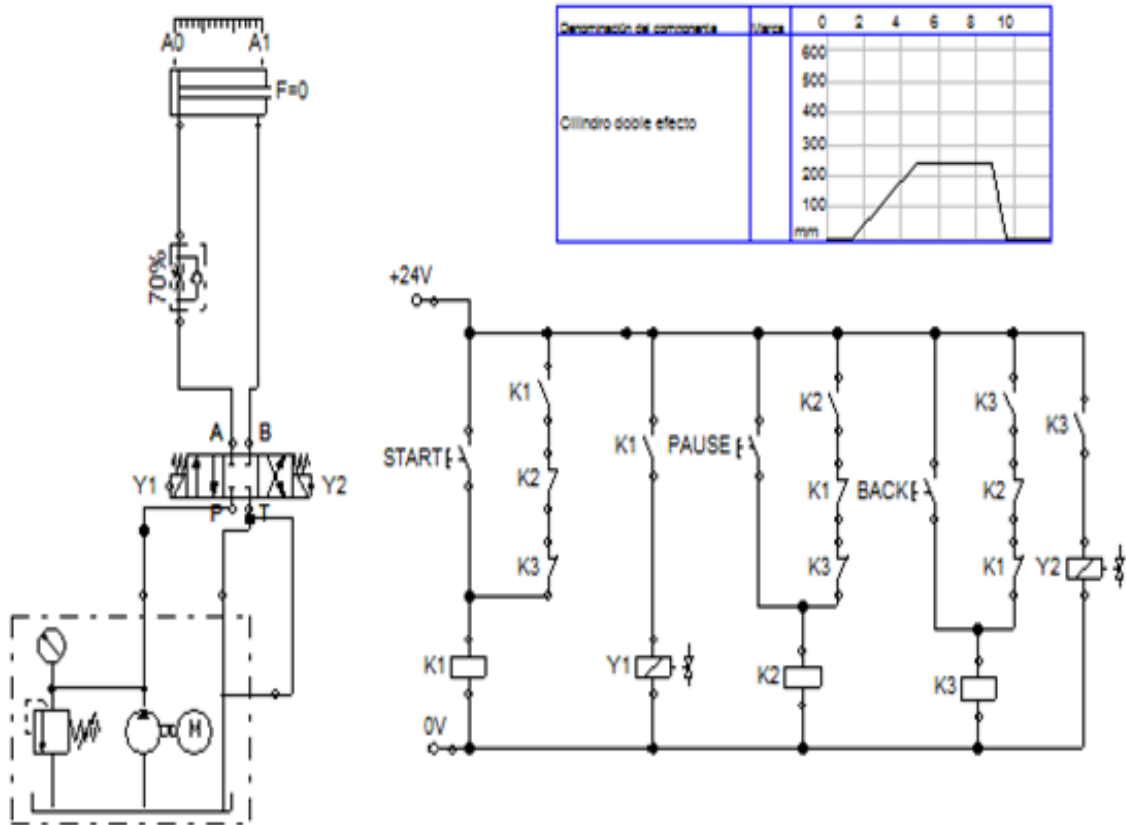 A0 A1
F=0
70%
A B
Y1 Y2
P T
M
Denominación del componente Marca 0 2 4 6 8 10
Cilindro doble efecto
600
500
400
300
200
100
mm
+24V
K1
K2
K3
START
K1
PAUSE
K2
K1
K3
BACK
K3
K2
K1
K3
K1
Y1
K2
K3
Y2
0V